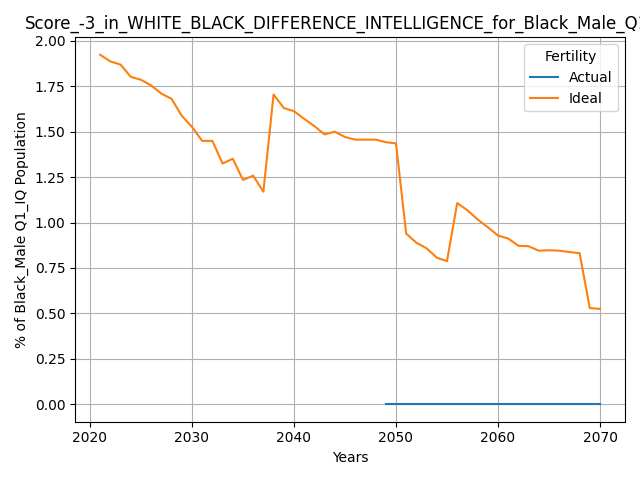 Score_-3_in_WHITE_BLACK_DIFFERENCE_INTELLIGENCE_for_Black_Male_Q1
Fertility
Actual
Ideal
2.00
1.75
1.50
1.25
1.00
0.75
0.50
0.25
0.00
% of Black_Male Q1_IQ Population
2020 2030 2040 2050 2060 2070
Years